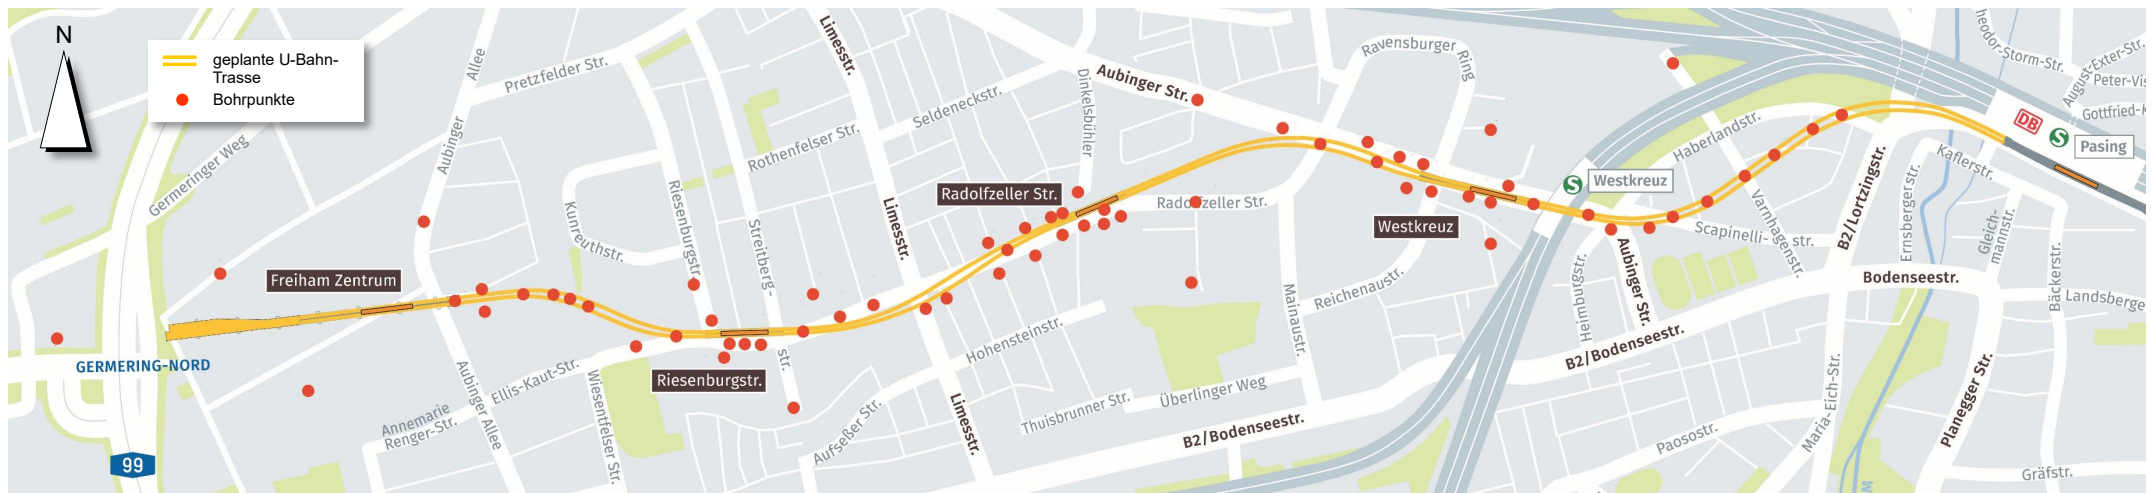 N
geplante U-Bahn-
Trasse
Bohrpunkte
Germeringer Weg
Aubinger
Allee
Pretzfelder Str.
Limesstr.
Seldeneckstr.
Rothenfelser Str.
Kunreuthstr.
Riesenburgstr.
Streitberg-
str.
Limesstr.
Dinkelsbühler
Aubinger Str.
Ravensburger
Ring
Radolfzeller Str.
Radolfzeller Str.
Westkreuz
Westkreuz
S
Haberlandstr.
Varnhagenstr.
Scapinelli-
str.
B2/Lortzingstr.
Ernsbergerstr.
Kaflerstr.
Gleich-
mannstr.
Bäckerstr.
DB
S
Pasing
heodor-Storm-Str.
August-Exter-Str.
Peter-Vis
Gottfried-K
Bodenseestr.
Landsberge
Freiham Zentrum
GERMERING-NORD
99
Aubinger Allee
Annemarie
Renger-Str.
Ellis-Kaut-Str.
Wiesentfelser Str.
Riesenburgstr.
Aufseßer Str.
Hohensteinstr.
Limesstr.
Thuisbrunner Str.
Überlinger Weg
B2/Bodenseestr.
Mainaustr.
Reichenaustr.
Heimburgstr.
Aubinger Str.
B2/Bodenseestr.
Paosostr.
Maria-Eich-Str.
Planegger Str.
Gräfstr.